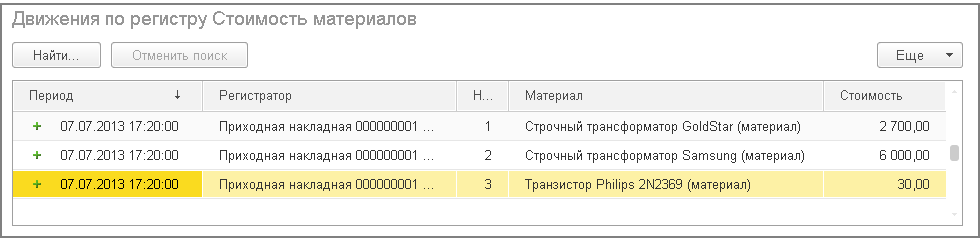 Движения по регистру Стоимость материалов
Найти... Отменить поиск Еще
Период ↓ Регистратор Н... Материал Стоимость
+ 07.07.2013 17:20:00 Приходная накладная 000000001 ... 1 Строчный трансформатор GoldStar (материал) 2 700,00
+ 07.07.2013 17:20:00 Приходная накладная 000000001 ... 2 Строчный трансформатор Samsung (материал) 6 000,00
+ 07.07.2013 17:20:00 Приходная накладная 000000001 ... 3 Транзистор Philips 2N2369 (материал) 30,00